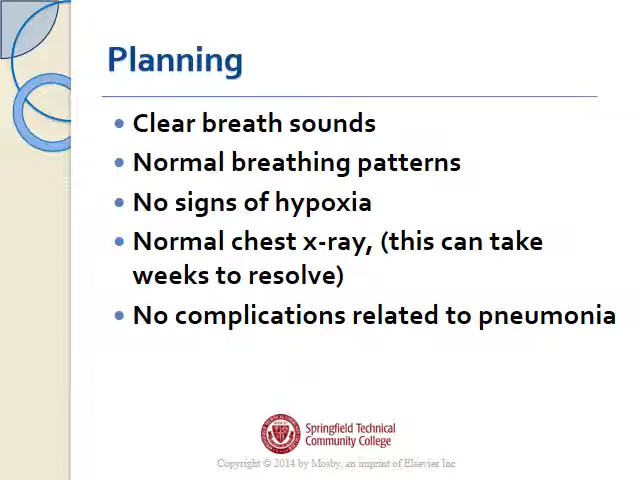 Planning
Clear breath sounds
Normal breathing patterns
No signs of hypoxia
Normal chest x-ray, (this can take
weeks to resolve)
No complications related to pneumonia
Springfield Technical
Community College
Copyright © 2014 by Mosby, an imprint of Elsevier Inc